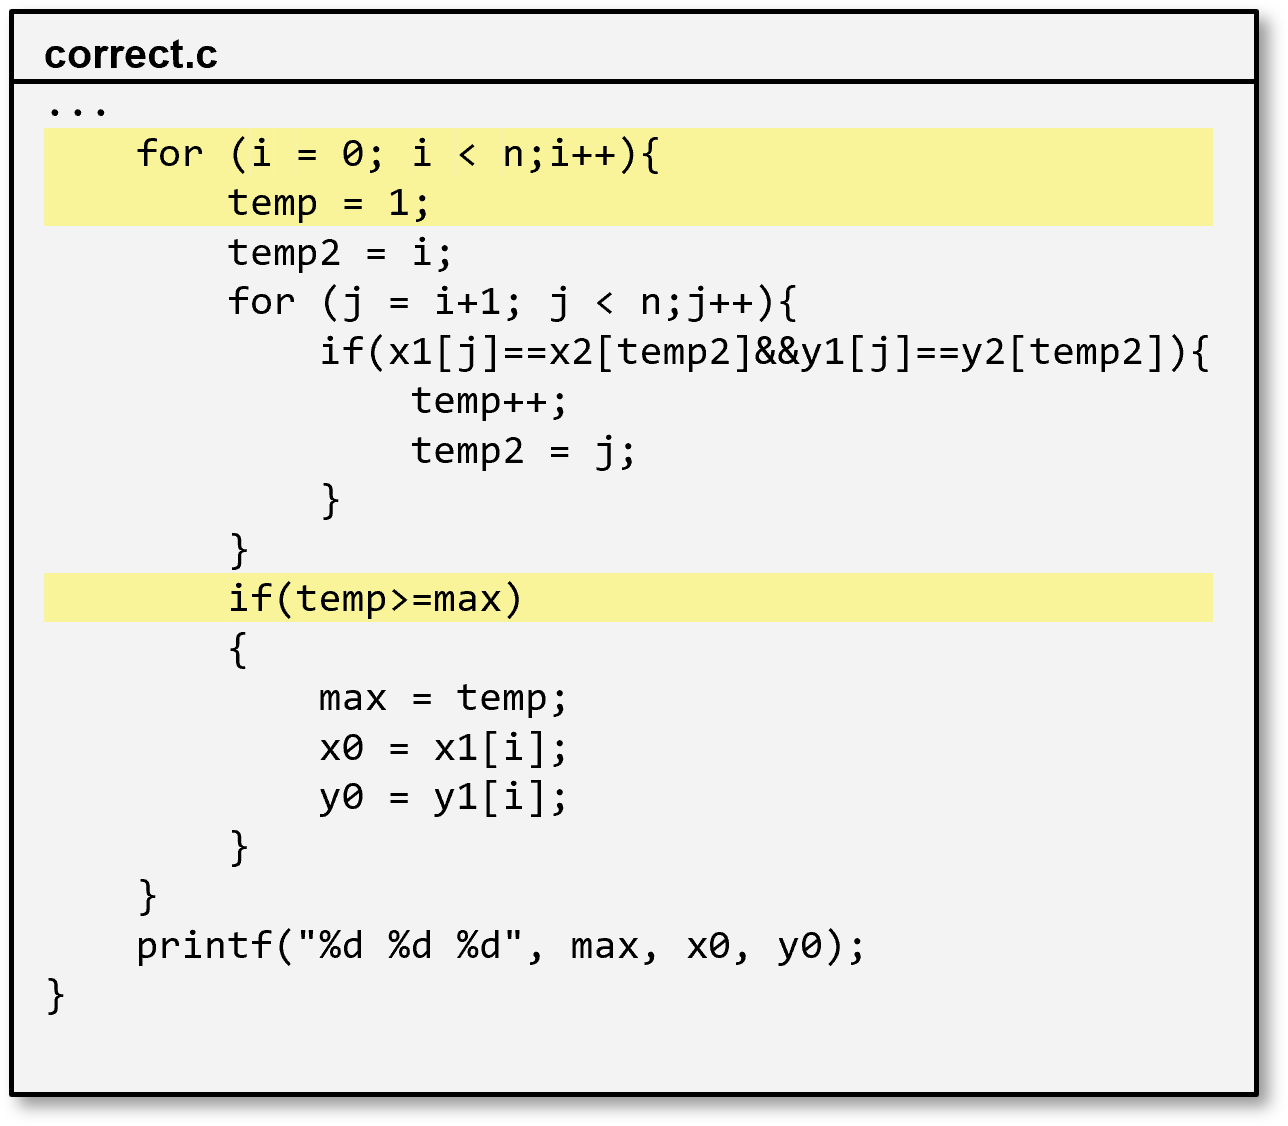 correct.c
...
    for (i = 0; i < n;i++){
        temp = 1;
        temp2 = i;
        for (j = i+1; j < n;j++){
            if(x1[j]==x2[temp2]&&y1[j]==y2[temp2]){
                temp++;
                temp2 = j;
            }
        }
        if(temp>=max)
        {
            max = temp;
            x0 = x1[i];
            y0 = y1[i];
        }
    }
    printf("%d %d %d", max, x0, y0);
}